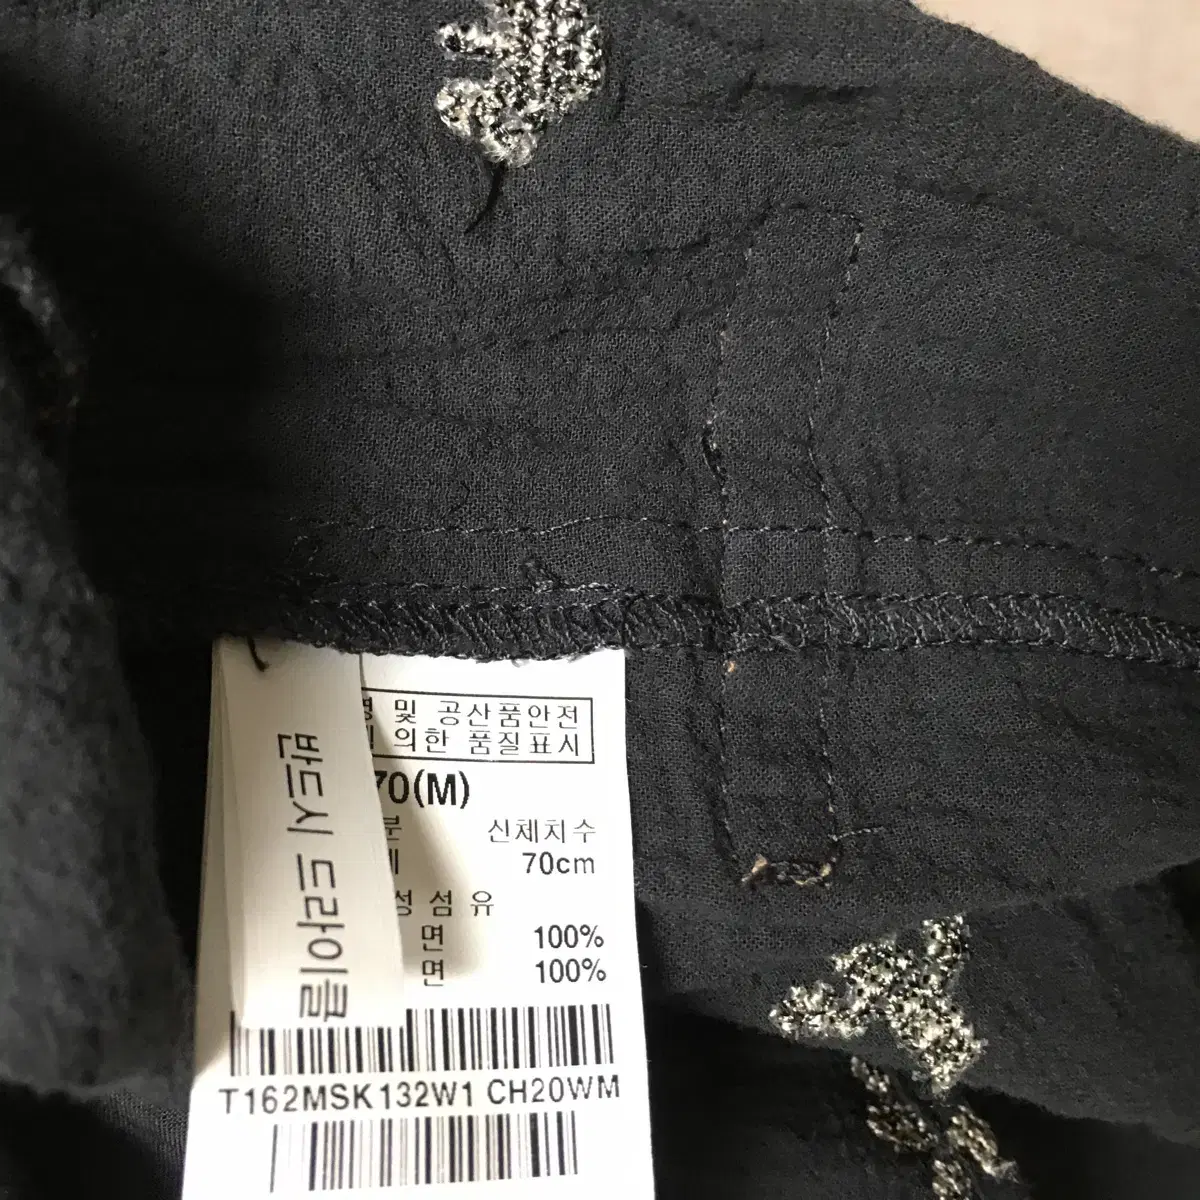 및 공산품안전
의한 품질표시
70(M)
신체치수
70cm
성 섬유
면 100%
면 100%
T162MSK132W1 CH20WM
반드시 드라이클